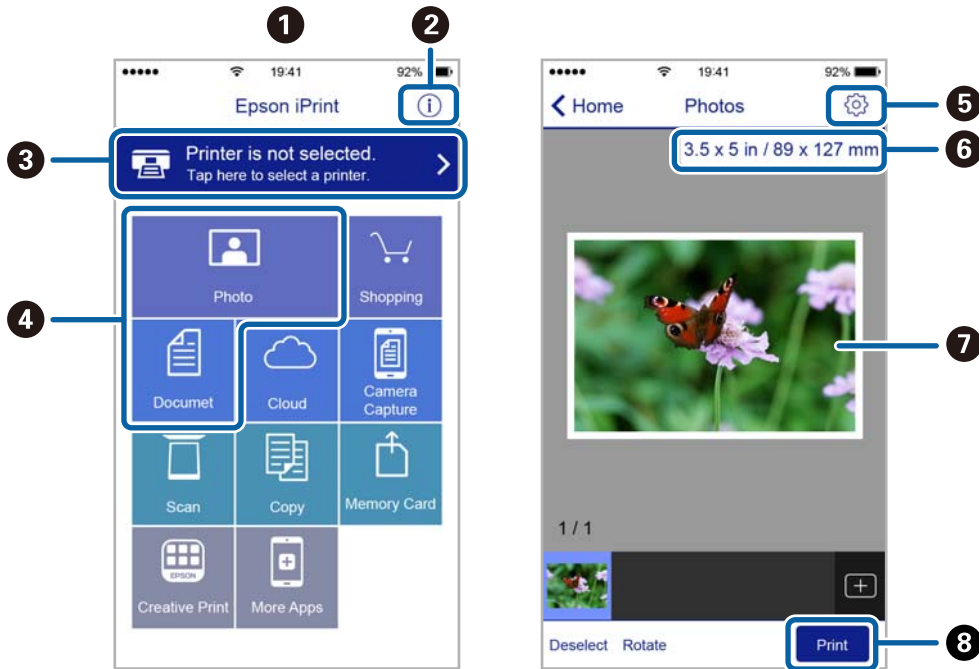 1
2
19:41
92%
Epson iPrint
3
Printer is not selected.
Tap here to select a printer.
4
Photo
Shopping
Documet
Cloud
Camera
Capture
Scan
Copy
Memory Card
EPSON
Creative Print
More Apps
19:41
92%
Home
Photos
5
3.5 x 5 in / 89 x 127 mm
6
7
1 / 1
Deselect
Rotate
Print
8